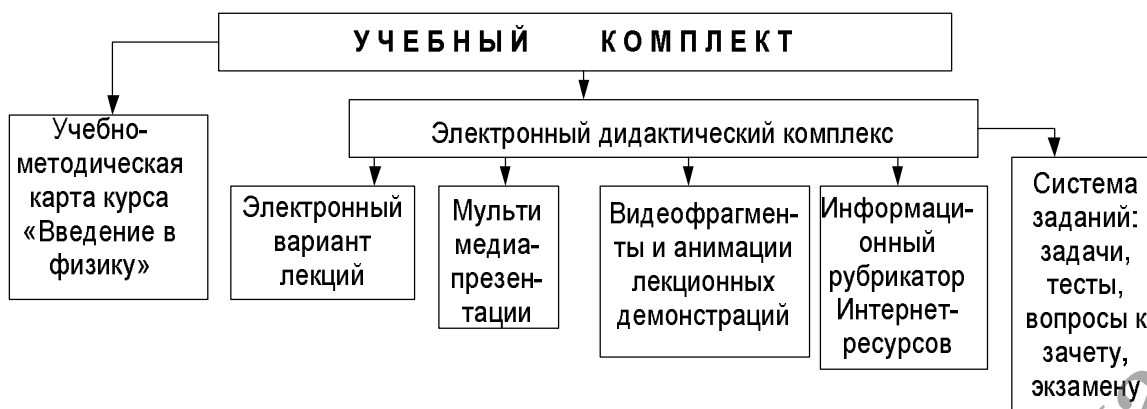 УЧЕБНЫЙ КОМПЛЕКТ
Электронный дидактический комплекс
Учебно-
методическая
карта курса
«Введение в
физику»
Электронный
вариант
лекций
Мульти
медиа-
презен-
тации
Видеофрагмен-
ты и анимации
лекционных
демонстраций
Информаци-
онный
рубрикатор
Интернет-
ресурсов
Система
заданий:
задачи,
тесты,
вопросы к
зачету,
экзамену